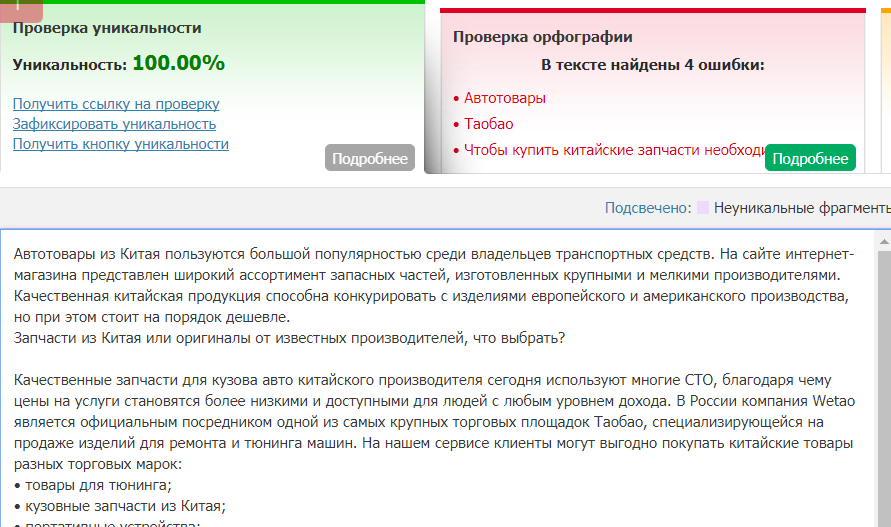 Проверка уникальности
Уникальность: 100.00%
Получить ссылку на проверку
Зафиксировать уникальность
Получить кнопку уникальности
Подробнее
Проверка орфографии
В тексте найдены 4 ошибки:
• Автотовары
• Таобао
• Чтобы купить китайские запчасти необходи
Подробнее
Подсвечено: Неуникальные фрагменты
Автотовары из Китая пользуются большой популярностью среди владельцев транспортных средств. На сайте интернет-
магазина представлен широкий ассортимент запасных частей, изготовленных крупными и мелкими производителями.
Качественная китайская продукция способна конкурировать с изделиями европейского и американского производства,
но при этом стоит на порядок дешевле.
Запчасти из Китая или оригиналы от известных производителей, что выбрать?
Качественные запчасти для кузова авто китайского производителя сегодня используют многие СТО, благодаря чему
цены на услуги становятся более низкими и доступными для людей с любым уровнем дохода. В России компания Wetao
является официальным посредником одной из самых крупных торговых площадок Таобао, специализирующейся на
продаже изделий для ремонта и тюнинга машин. На нашем сервисе клиенты могут выгодно покупать китайские товары
разных торговых марок:
• товары для тюнинга;
• кузовные запчасти из Китая;
• портативные устройства;